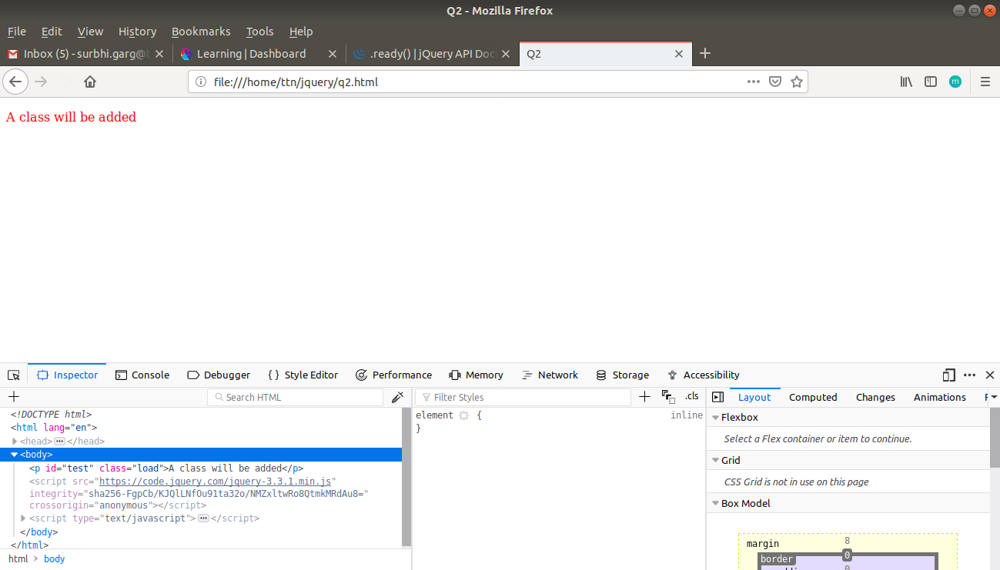 Q2 - Mozilla Firefox
File Edit View History Bookmarks Tools Help
Inbox (5) - surbhi.garg@ Learning | Dashboard .ready() | jQuery API Doc Q2
file:///home/ttn/jquery/q2.html m
A class will be added
Inspector Console Debugger { } Style Editor Performance Memory Network Storage Accessibility
Search HTML Filter Styles .cls Layout Computed Changes Animations
<!DOCTYPE html>
<html lang="en">
<head></head>
<body>
<p id="test" class="load">A class will be added</p>
<script src="https://code.jquery.com/jquery-3.3.1.min.js"
integrity="sha256-FgpCb/KJQlLNfOu91ta32o/NMZxltwRo8QtmkMRdAu8="
crossorigin="anonymous"></script>
<script type="text/javascript"></script>
</body>
</html>
html body
element { inline
}
Flexbox
Select a Flex container or item to continue.
Grid
CSS Grid is not in use on this page
Box Model
margin 8
border 0
0